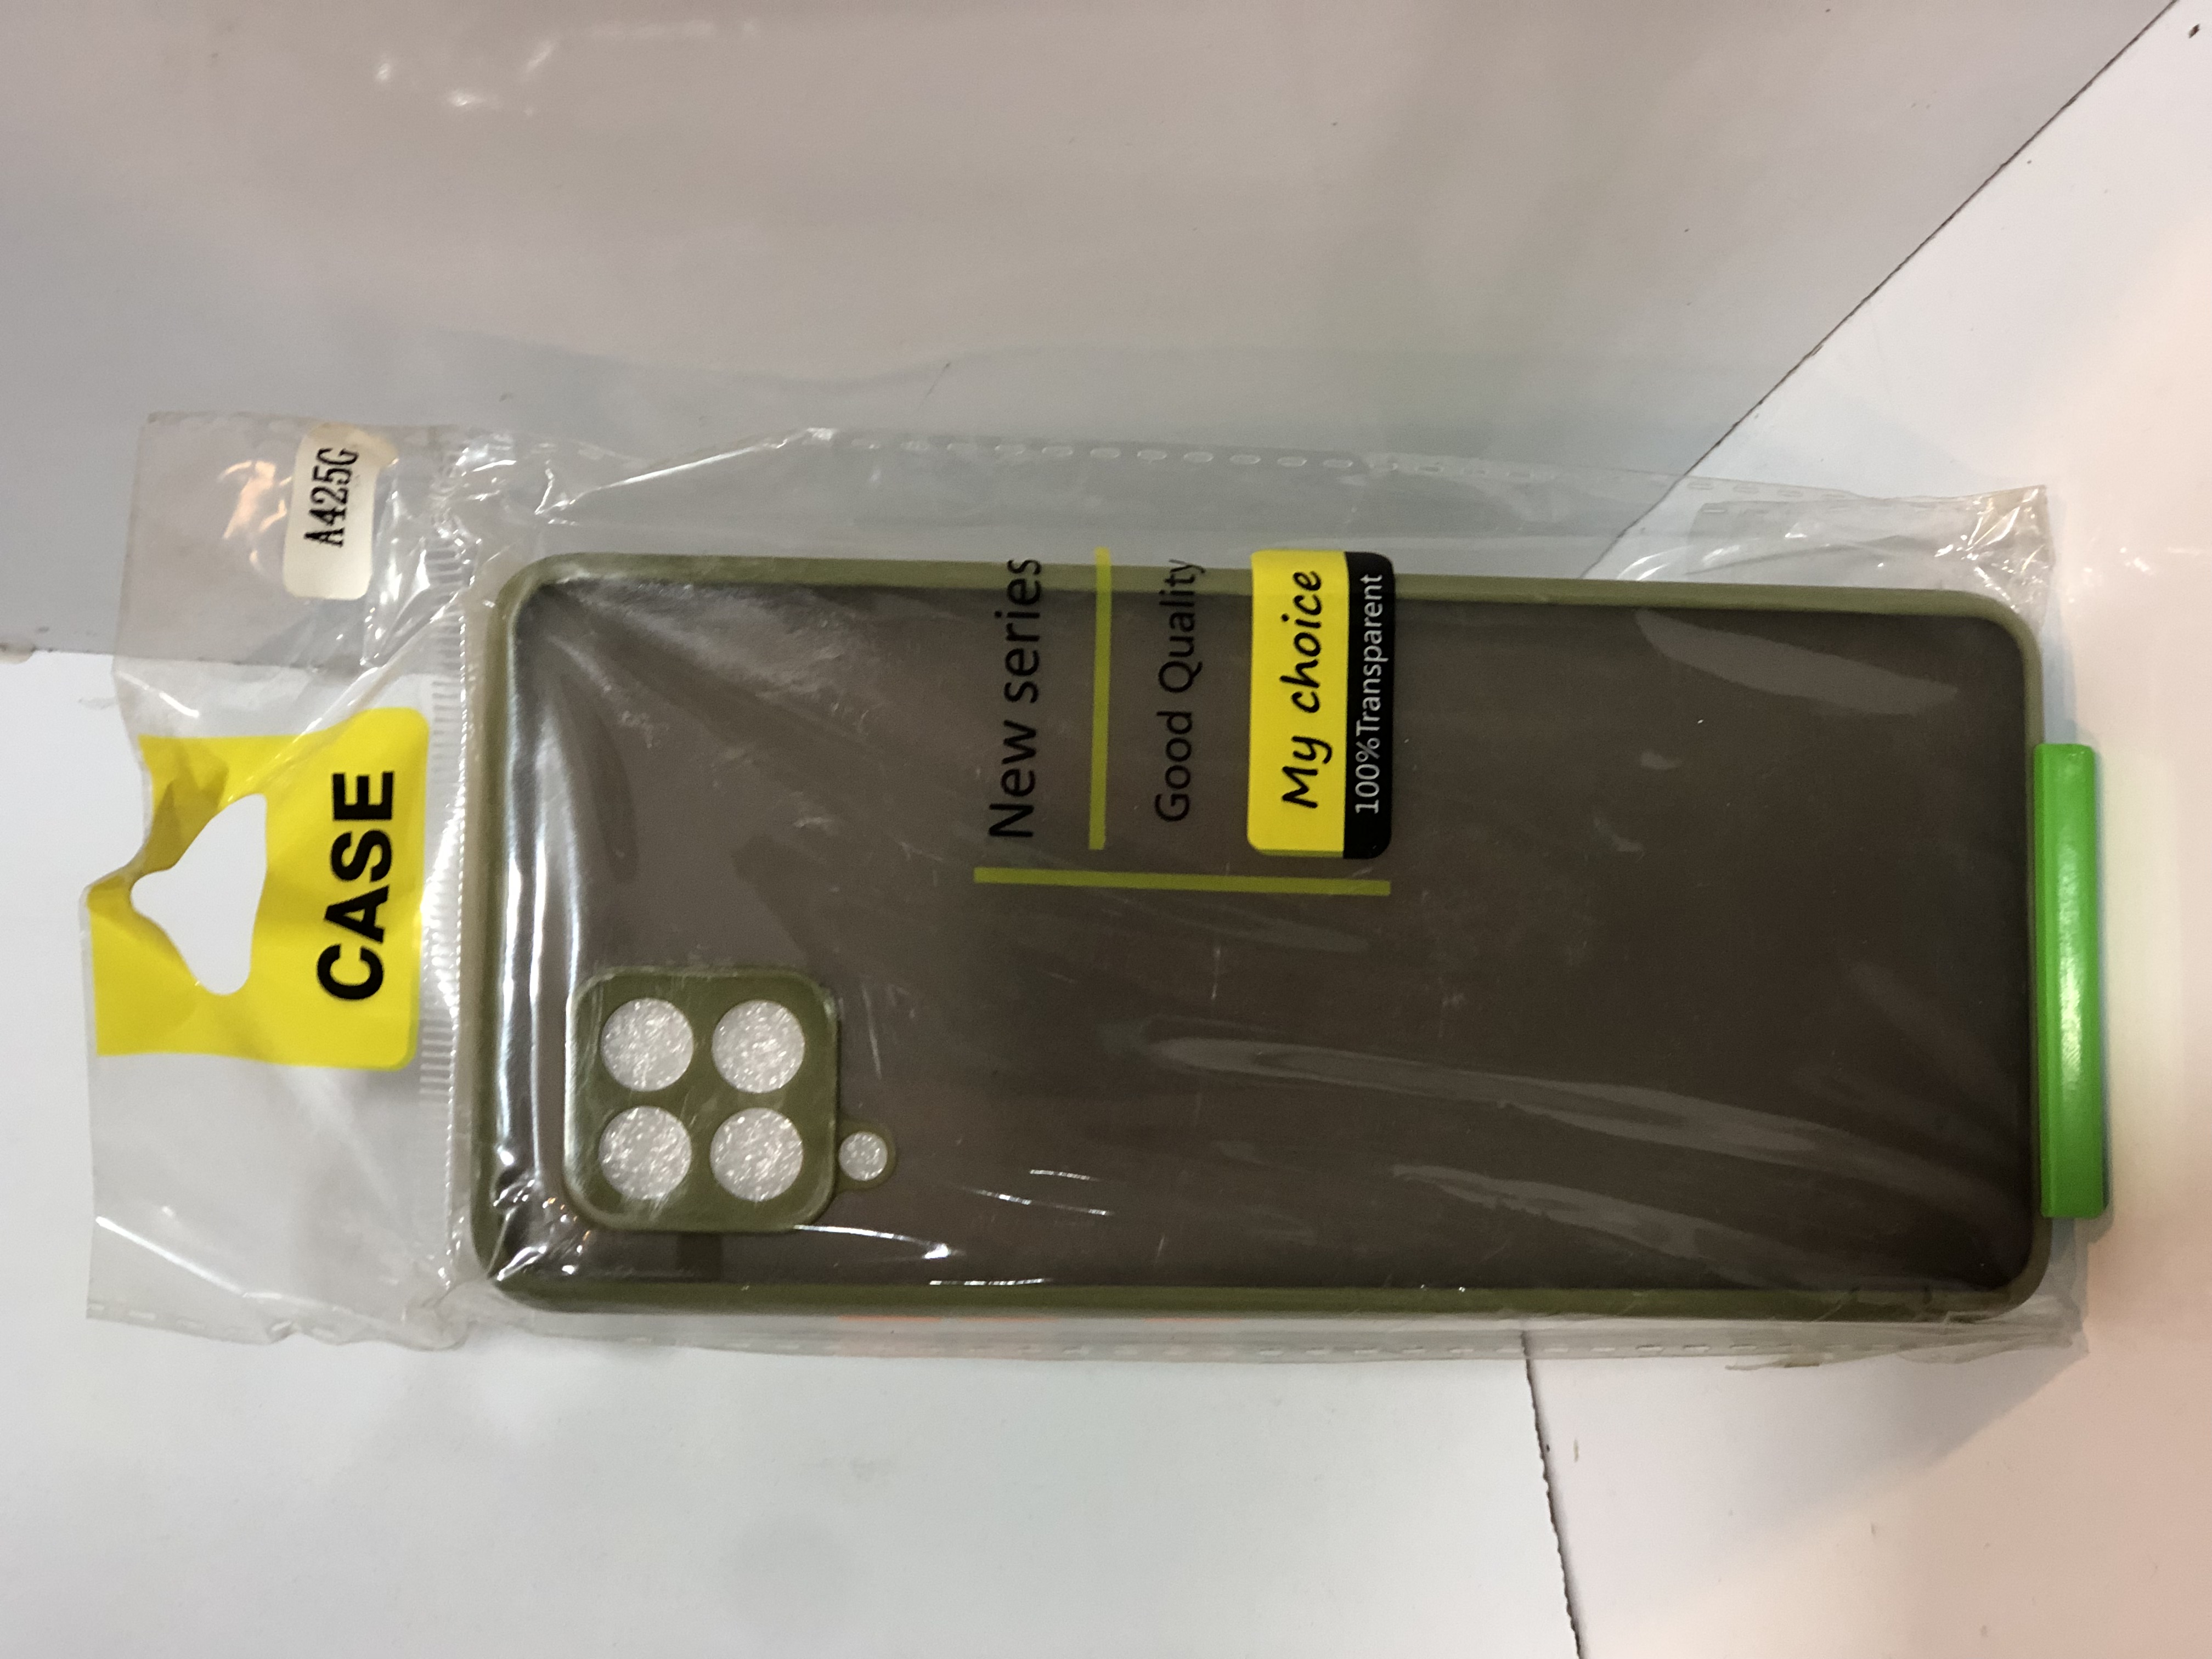 A425G
CASE
New series
Good Quality
My choice
100%Transparent